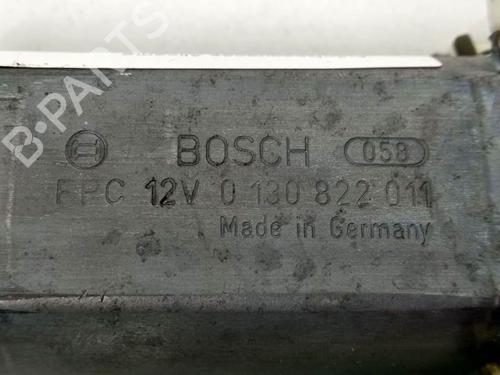 B-PARTS
BOSCH 058
FPC 12V 0 130 822 011
Made in Germany